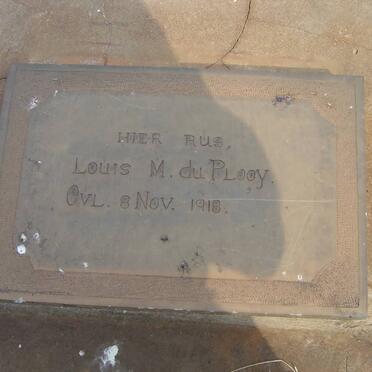 HIER RUS,
LOUIS M. du PLOOY.
OVL. 8 NOV. 1918.